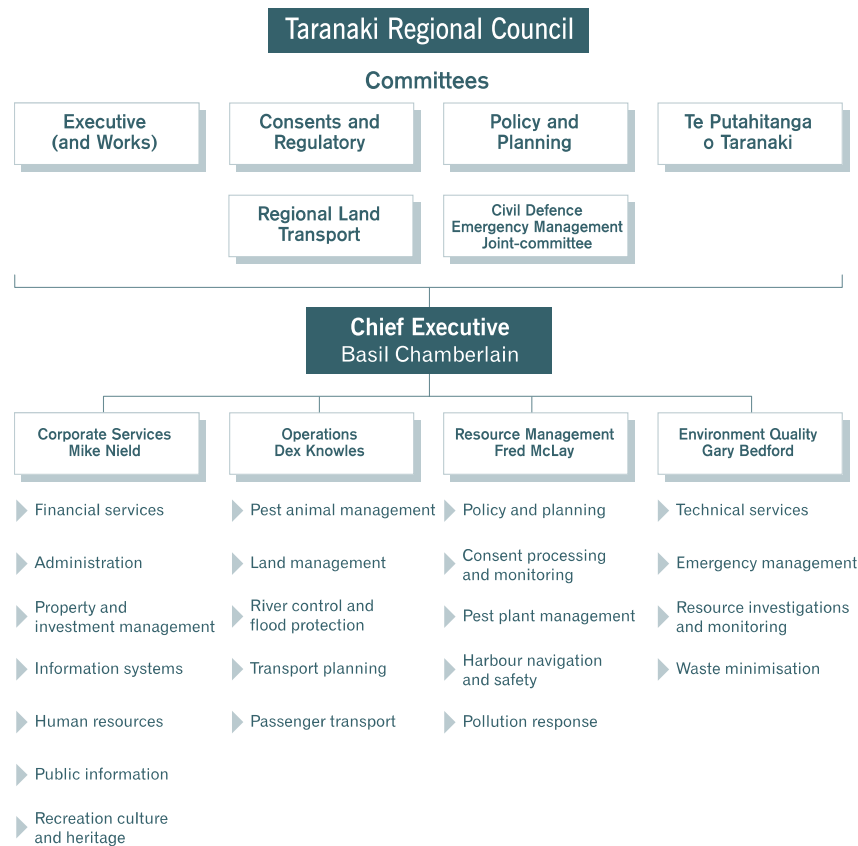 Taranaki Regional Council
Committees
Executive
(and Works)
Consents and
Regulatory
Policy and
Planning
Te Putahitanga
o Taranaki
Regional Land
Transport
Civil Defence
Emergency Management
Joint-committee
Chief Executive
Basil Chamberlain
Corporate Services
Mike Nield
Financial services
Administration
Property and
investment management
Information systems
Human resources
Public information
Recreation culture
and heritage
Operations
Dex Knowles
Pest animal management
Land management
River control and
flood protection
Transport planning
Passenger transport
Resource Management
Fred McLay
Policy and planning
Consent processing
and monitoring
Pest plant management
Harbour navigation
and safety
Pollution response
Environment Quality
Gary Bedford
Technical services
Emergency management
Resource investigations
and monitoring
Waste minimisation